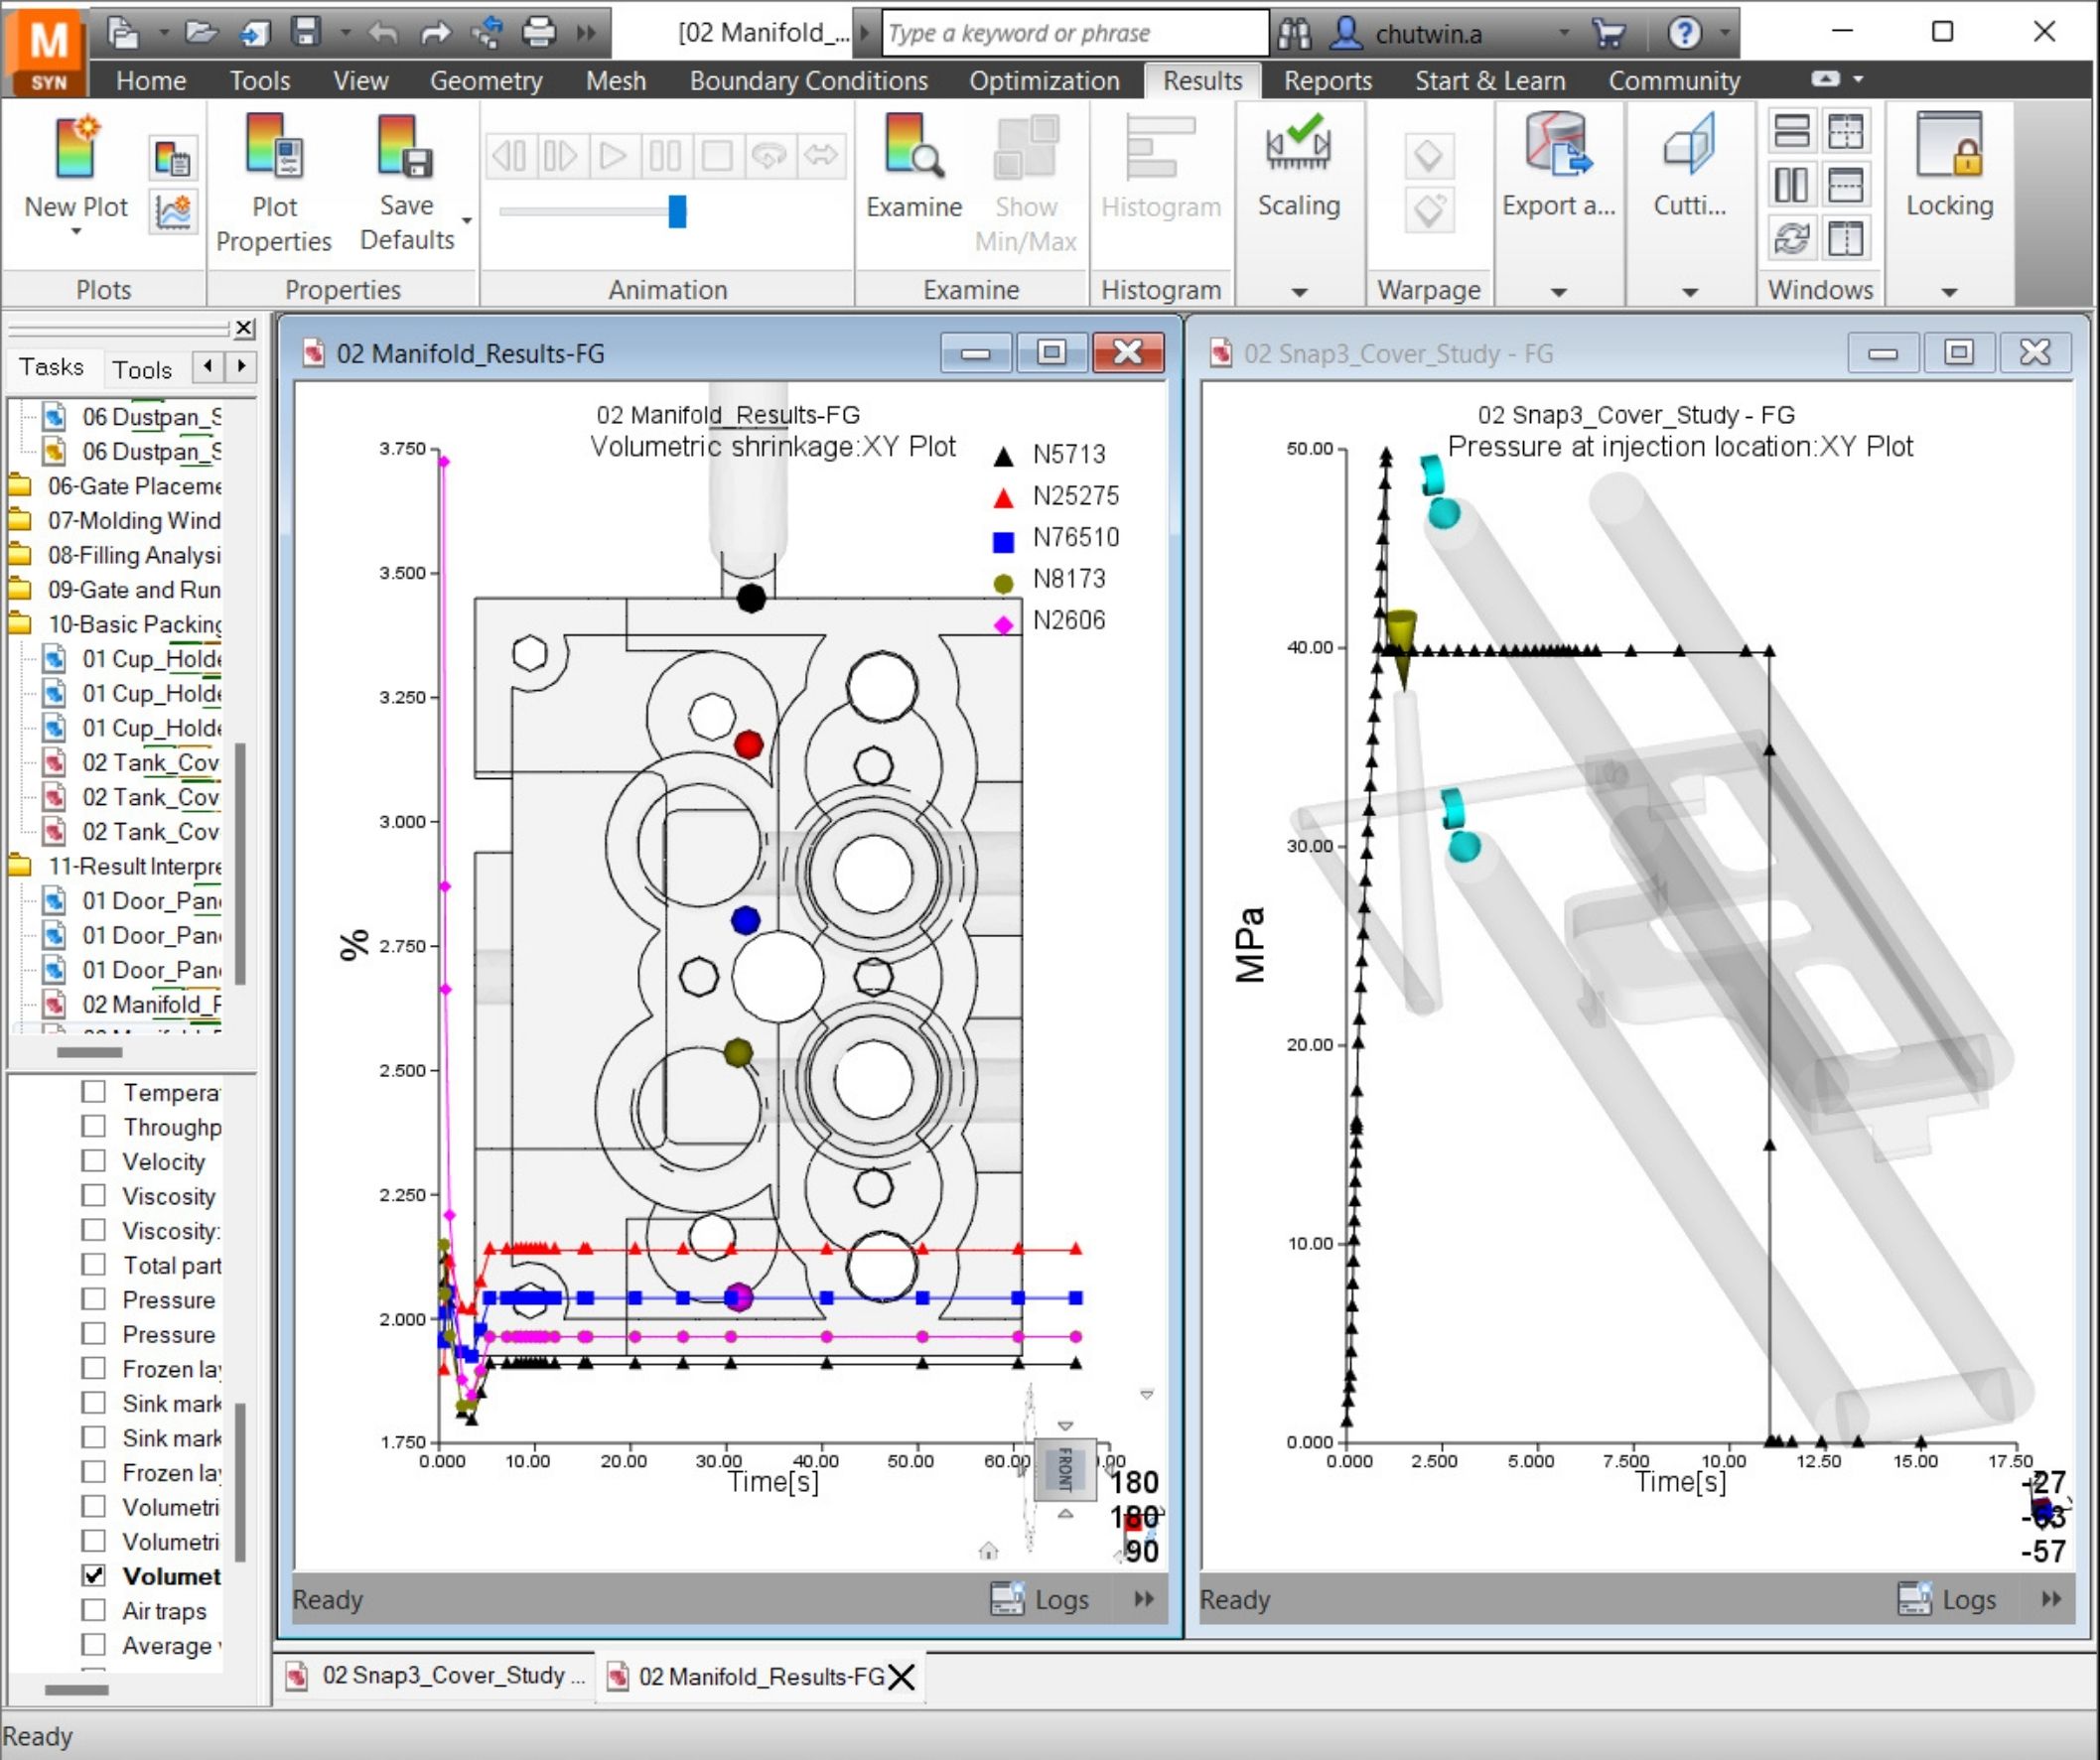 M
SYN
[02 Manifold_...
Type a keyword or phrase
chutwin.a
Home Tools View Geometry Mesh Boundary Conditions Optimization Results Reports Start & Learn Community
New Plot
Plot Properties
Save Defaults
Examine
Show Min/Max
Histogram
Scaling
Export a...
Cutti...
Locking
Plots Properties Animation Examine Histogram Warpage Windows
Tasks Tools
06 Dustpan_S
06 Dustpan_S
06-Gate Placeme
07-Molding Wind
08-Filling Analysi
09-Gate and Run
10-Basic Packing
01 Cup_Holde
01 Cup_Holde
01 Cup_Holde
02 Tank_Cov
02 Tank_Cov
02 Tank_Cov
11-Result Interpre
01 Door_Pan
01 Door_Pan
01 Door_Pan
02 Manifold_F
Tempera
Throughp
Velocity
Viscosity
Viscosity:
Total part
Pressure
Pressure
Frozen la
Sink mark
Sink mark
Frozen la
Volumetri
Volumetri
Volumet
Air traps
Average
02 Manifold_Results-FG
02 Manifold_Results-FG
Volumetric shrinkage:XY Plot
N5713
N25275
N76510
N8173
N2606
3.750
3.500
3.250
3.000
2.750
2.500
2.250
2.000
1.750
%
0.000 10.00 20.00 30.00 40.00 50.00
Time[s]
FRONT
180
180
90
Ready
Logs
02 Snap3_Cover_Study - FG
02 Snap3_Cover_Study - FG
Pressure at injection location:XY Plot
50.00
40.00
30.00
20.00
10.00
0.000
MPa
0.000 2.500 5.000 7.500 10.00 12.50 15.00 17.50
Time[s]
-27
-63
-57
Ready
Logs
02 Snap3_Cover_Study ...
02 Manifold_Results-FG
Ready